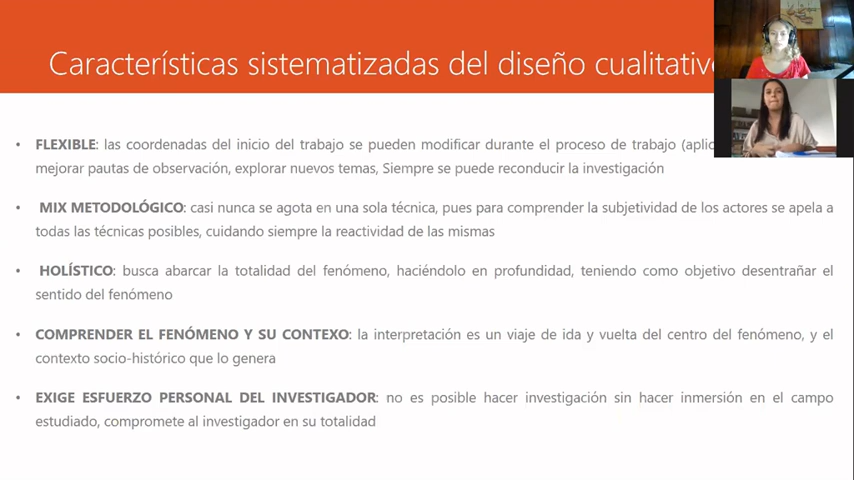 Características sistematizadas del diseño cualitativo
• FLEXIBLE: las coordenadas del inicio del trabajo se pueden modificar durante el proceso de trabajo (aplic
mejorar pautas de observación, explorar nuevos temas, Siempre se puede reconducir la investigación
• MIX METODOLÓGICO: casi nunca se agota en una sola técnica, pues para comprender la subjetividad de los actores se apela a
todas las técnicas posibles, cuidando siempre la reactividad de las mismas
• HOLÍSTICO: busca abarcar la totalidad del fenómeno, haciéndolo en profundidad, teniendo como objetivo desentrañar el
sentido del fenómeno
• COMPRENDER EL FENÓMENO Y SU CONTEXO: la interpretación es un viaje de ida y vuelta del centro del fenómeno, y el
contexto socio-histórico que lo genera
• EXIGE ESFUERZO PERSONAL DEL INVESTIGADOR: no es posible hacer investigación sin hacer inmersión en el campo
estudiado, compromete al investigador en su totalidad